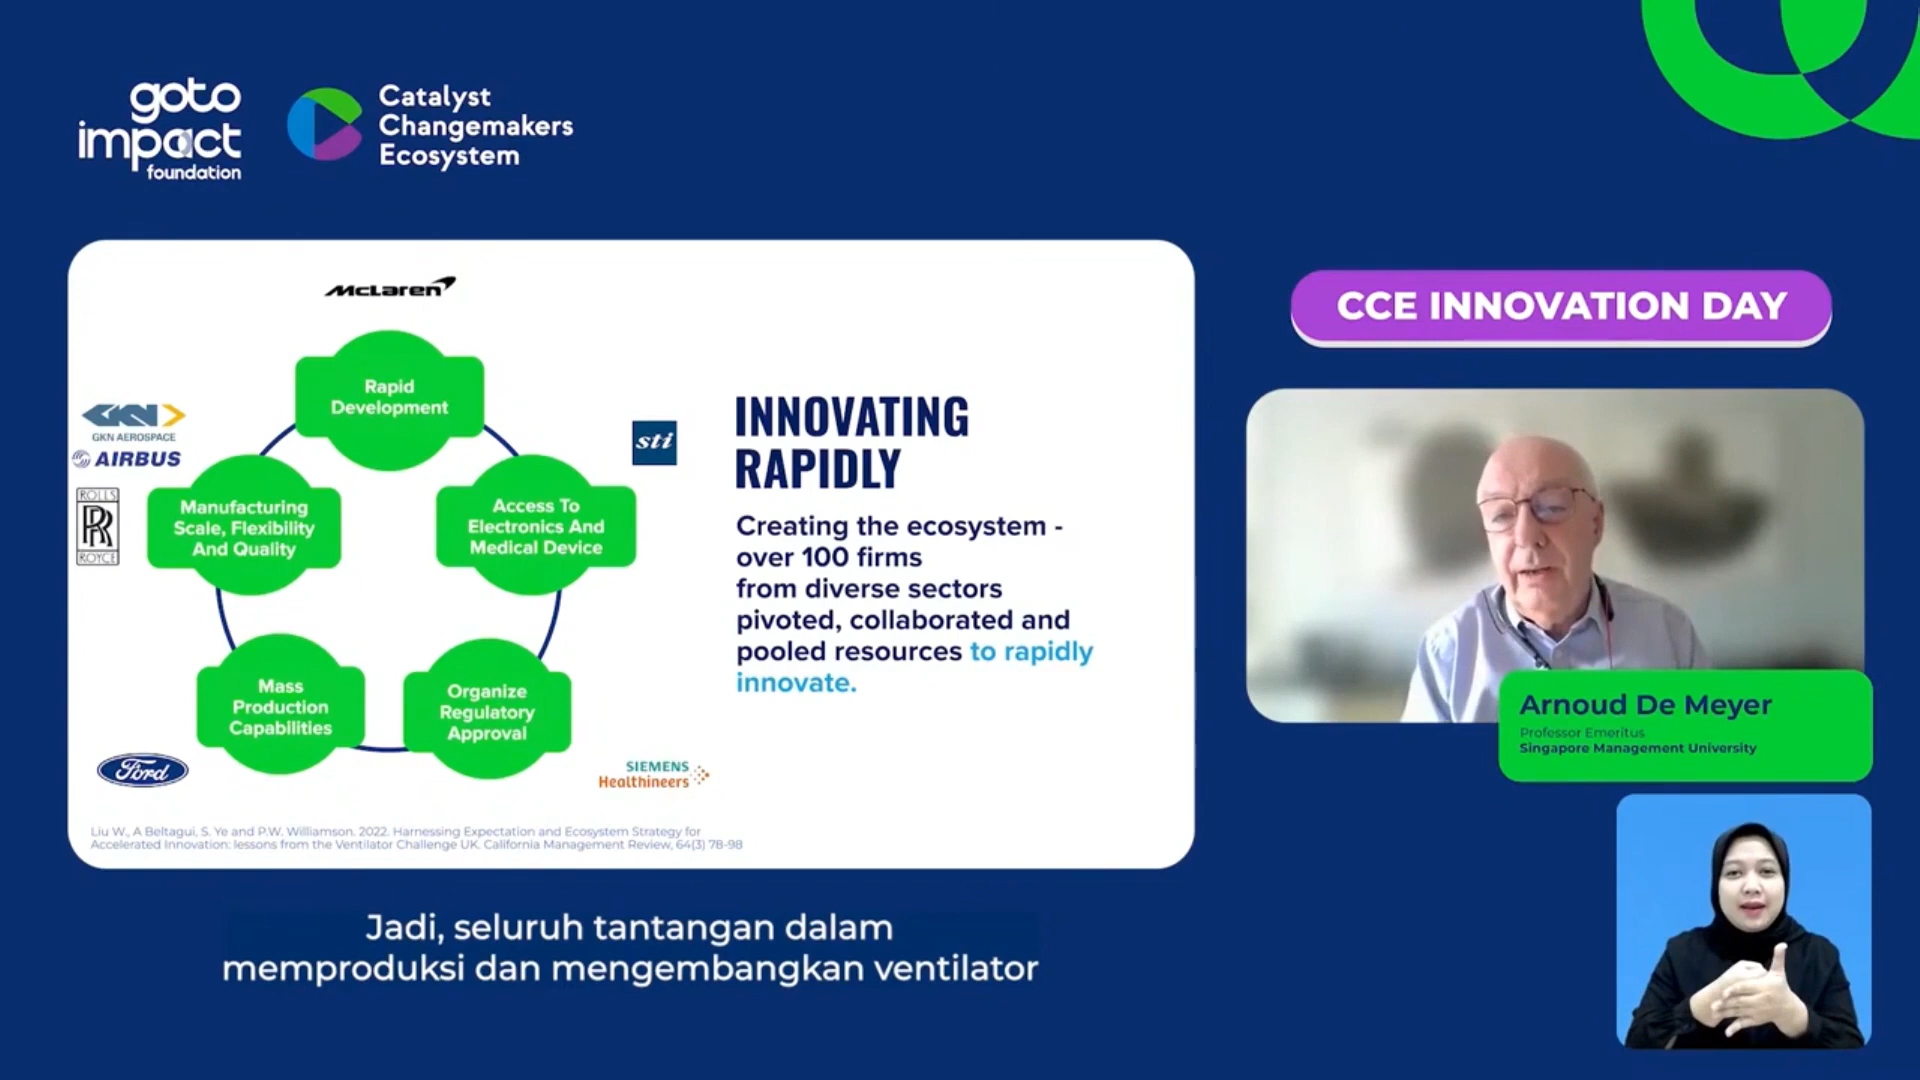 goto
impact
foundation
Catalyst
Changemakers
Ecosystem
McLaren
Rapid
Development
GKN AEROSPACE
AIRBUS
ROLLS
RR
ROYCE
Manufacturing
Scale, Flexibility
And Quality
sti
Access To
Electronics And
Medical Device
Mass
Production
Capabilities
Organize
Regulatory
Approval
Ford
SIEMENS
Healthineers
INNOVATING
RAPIDLY
Creating the ecosystem -
over 100 firms
from diverse sectors
pivoted, collaborated and
pooled resources to rapidly
innovate.
Liu W., A Beltagui, S. Ye and P.W. Williamson. 2022. Harnessing Expectation and Ecosystem Strategy for
Accelerated Innovation: lessons from the Ventilator Challenge UK. California Management Review, 64(3) 78-98
CCE INNOVATION DAY
Arnoud De Meyer
Professor Emeritus
Singapore Management University
Jadi, seluruh tantangan dalam
memproduksi dan mengembangkan ventilator